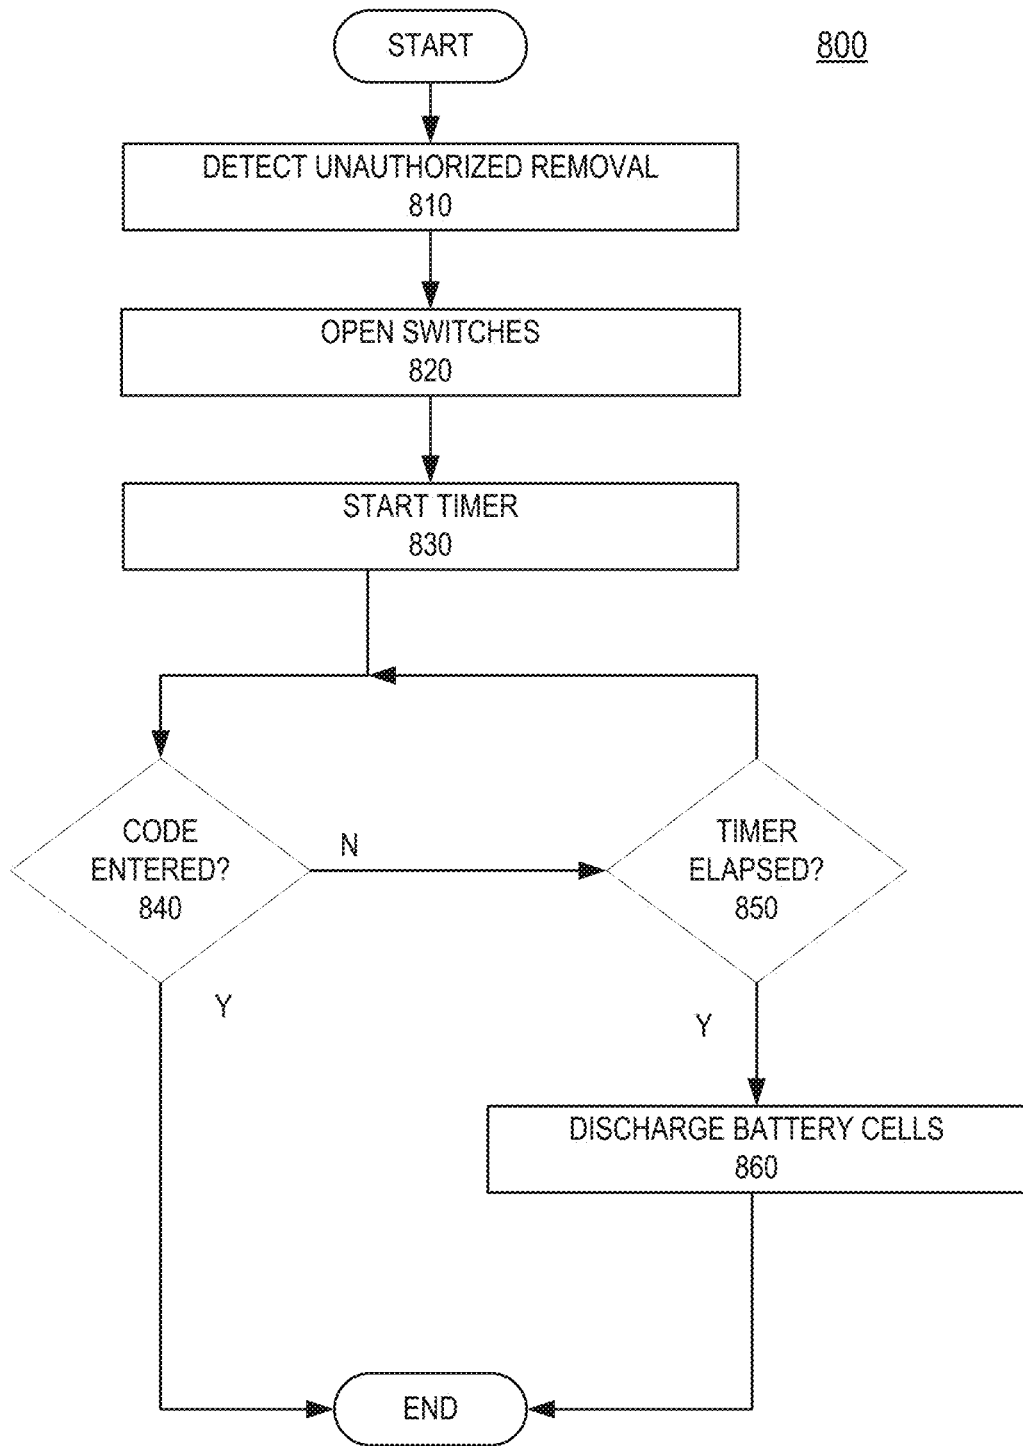 START
800
DETECT UNAUTHORIZED REMOVAL
810
OPEN SWITCHES
820
START TIMER
830
CODE
ENTERED?
840
N
TIMER
ELAPSED?
850
Y
Y
DISCHARGE BATTERY CELLS
860
END